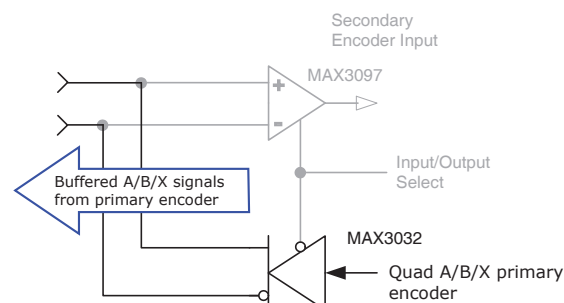 Secondary
Encoder Input
MAX3097
+
-
Buffered A/B/X signals
from primary encoder
Input/Output
Select
MAX3032
Quad A/B/X primary
encoder